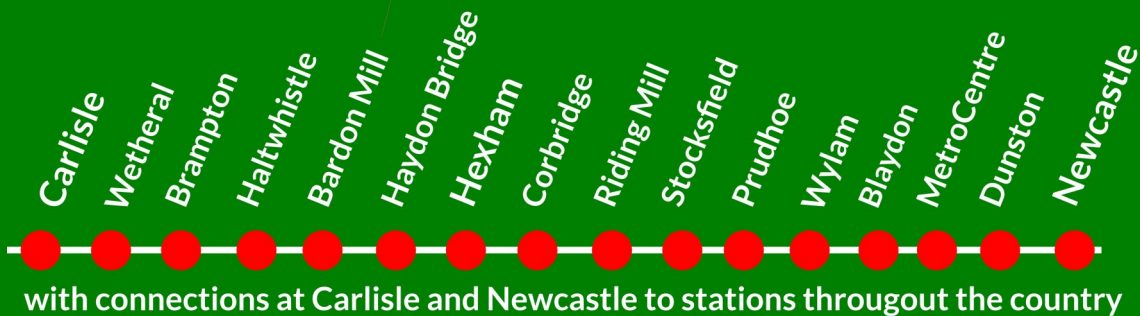 Carlisle
Wetheral
Brampton
Haltwhistle
Bardon Mill
Haydon Bridge
Hexham
Corbridge
Riding Mill
Stocksfield
Prudhoe
Wylam
Blaydon
MetroCentre
Dunston
Newcastle
with connections at Carlisle and Newcastle to stations througout the country